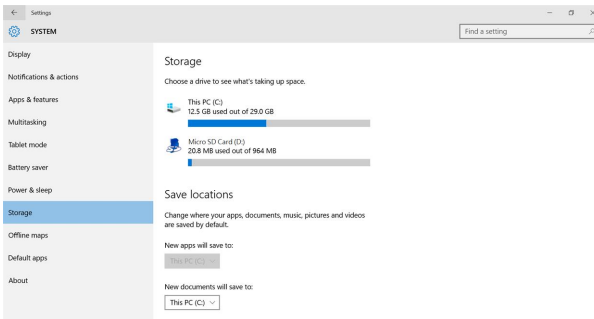 Settings
SYSTEM
Find a setting
Display
Notifications & actions
Apps & features
Multitasking
Tablet mode
Battery saver
Power & sleep
Storage
Offline maps
Default apps
About
Storage
Choose a drive to see what's taking up space.
This PC (C:)
12.5 GB used out of 29.0 GB
Micro SD Card (D:)
20.8 MB used out of 964 MB
Save locations
Change where your apps, documents, music, pictures and videos
are saved by default.
New apps will save to:
This PC (C:)
New documents will save to:
This PC (C:)